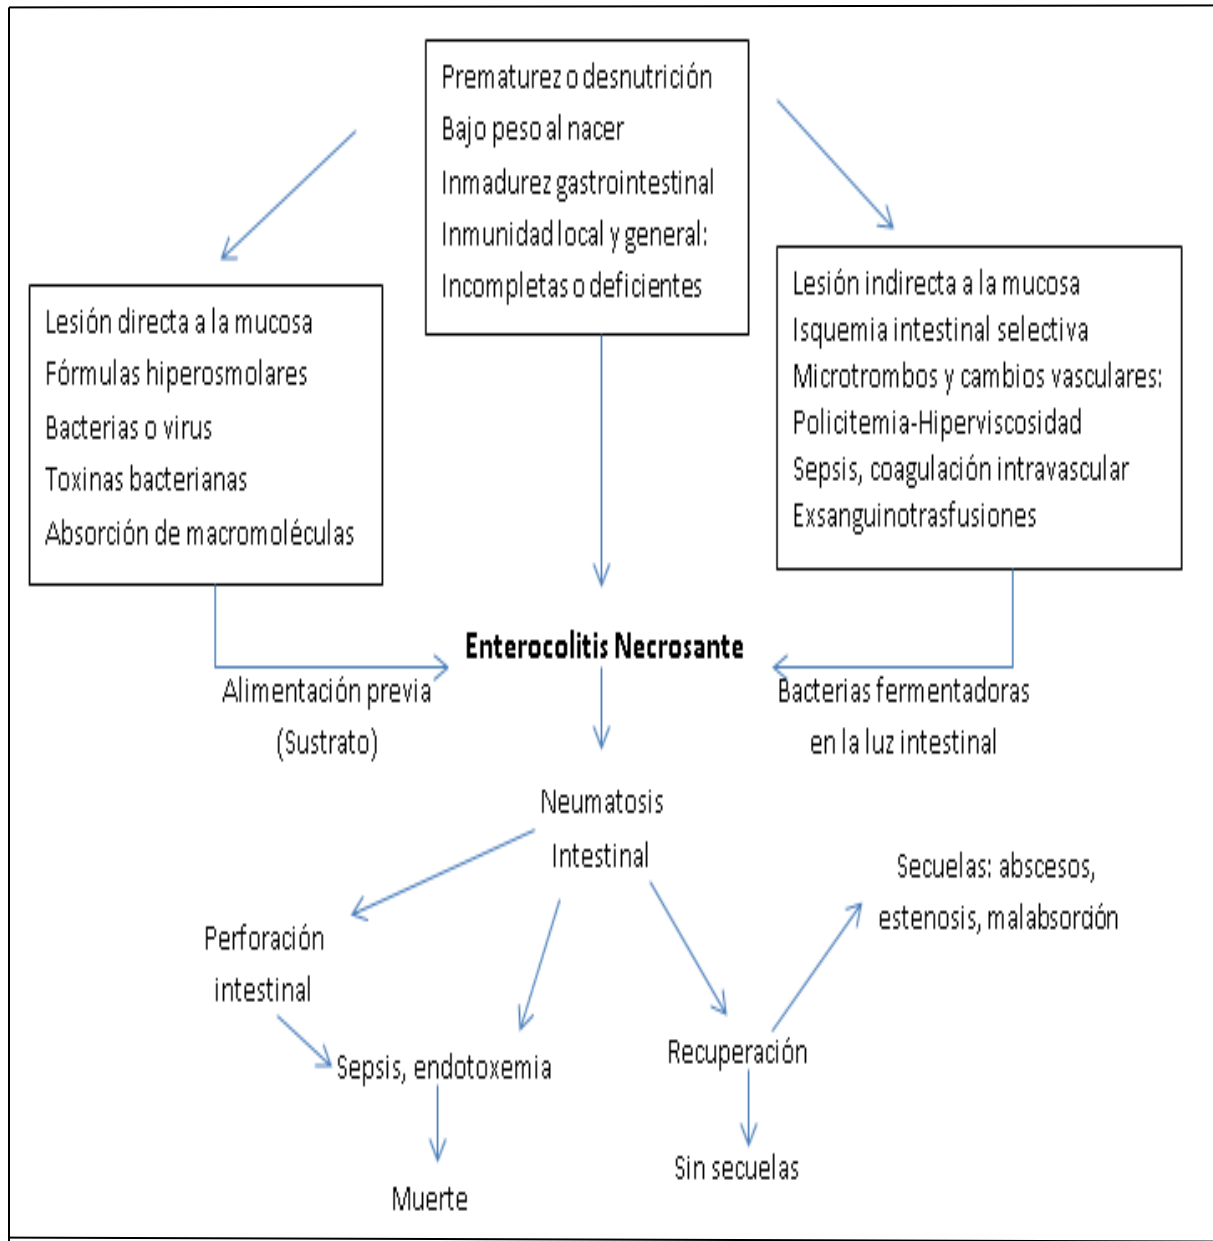 Prematurez o desnutrición
Bajo peso al nacer
Inmadurez gastrointestinal
Inmunidad local y general:
Incompletas o deficientes
Lesión directa a la mucosa
Fórmulas hiperosmolares
Bacterias o virus
Toxinas bacterianas
Absorción de macromoléculas
Lesión indirecta a la mucosa
Isquemia intestinal selectiva
Microtrombos y cambios vasculares:
Policitemia-Hiperviscosidad
Sepsis, coagulación intravascular
Exsanguinotrasfusiones
Enterocolitis Necrosante
Alimentación previa
(Sustrato)
Bacterias fermentadoras
en la luz intestinal
Neumatosis
Intestinal
Secuelas: abscesos,
estenosis, malabsorción
Perforación
intestinal
Sepsis, endotoxemia
Recuperación
Muerte
Sin secuelas